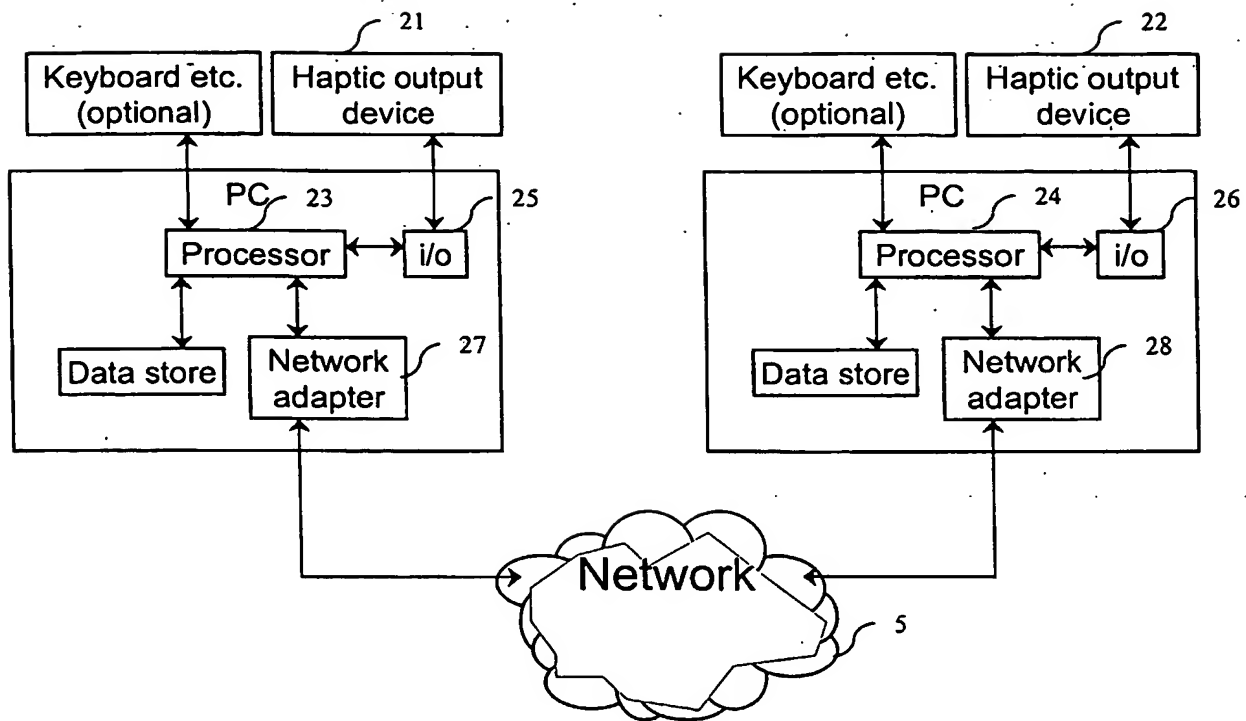 21
Keyboard etc.
(optional)
Haptic output
device
PC
23
25
Processor
i/o
Data store
Network
adapter
27
22
Keyboard etc.
(optional)
Haptic output
device
PC
24
26
Processor
i/o
Data store
Network
adapter
28
Network
5